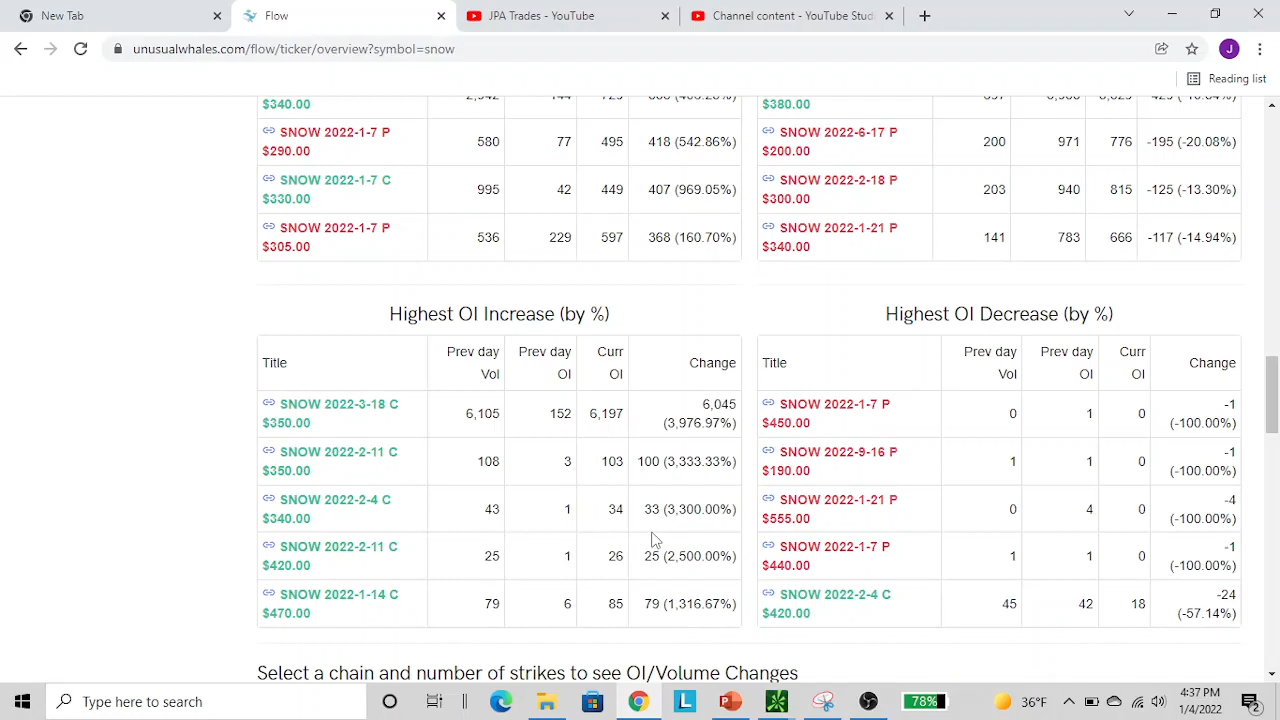 New Tab
Flow
JPA Trades - YouTube
Channel content - YouTube Stud
unusualwhales.com/flow/ticker/overview?symbol=snow
J
Reading list
$340.00
$380.00
SNOW 2022-1-7 P
$290.00
580 77 495 418 (542.86%)
SNOW 2022-6-17 P
$200.00
200 971 776 -195 (-20.08%)
SNOW 2022-1-7 C
$330.00
995 42 449 407 (969.05%)
SNOW 2022-2-18 P
$300.00
203 940 815 -125 (-13.30%)
SNOW 2022-1-7 P
$305.00
536 229 597 368 (160.70%)
SNOW 2022-1-21 P
$340.00
141 783 666 -117 (-14.94%)
Highest OI Increase (by %)
Title Prev day Vol Prev day OI Curr OI Change
SNOW 2022-3-18 C
$350.00
6,105 152 6,197 6,045 (3,976.97%)
SNOW 2022-2-11 C
$350.00
108 3 103 100 (3,333.33%)
SNOW 2022-2-4 C
$340.00
43 1 34 33 (3,300.00%)
SNOW 2022-2-11 C
$420.00
25 1 26 25 (2,500.00%)
SNOW 2022-1-14 C
$470.00
79 6 85 79 (1,316.67%)
Highest OI Decrease (by %)
Title Prev day Vol Prev day OI Curr OI Change
SNOW 2022-1-7 P
$450.00
0 1 0 -1 (-100.00%)
SNOW 2022-9-16 P
$190.00
1 1 0 -1 (-100.00%)
SNOW 2022-1-21 P
$555.00
0 4 0 -4 (-100.00%)
SNOW 2022-1-7 P
$440.00
1 1 0 -1 (-100.00%)
SNOW 2022-2-4 C
$420.00
45 42 18 -24 (-57.14%)
Select a chain and number of strikes to see OI/Volume Changes
Type here to search
L
78%
36°F
4:37 PM
1/4/2022
2